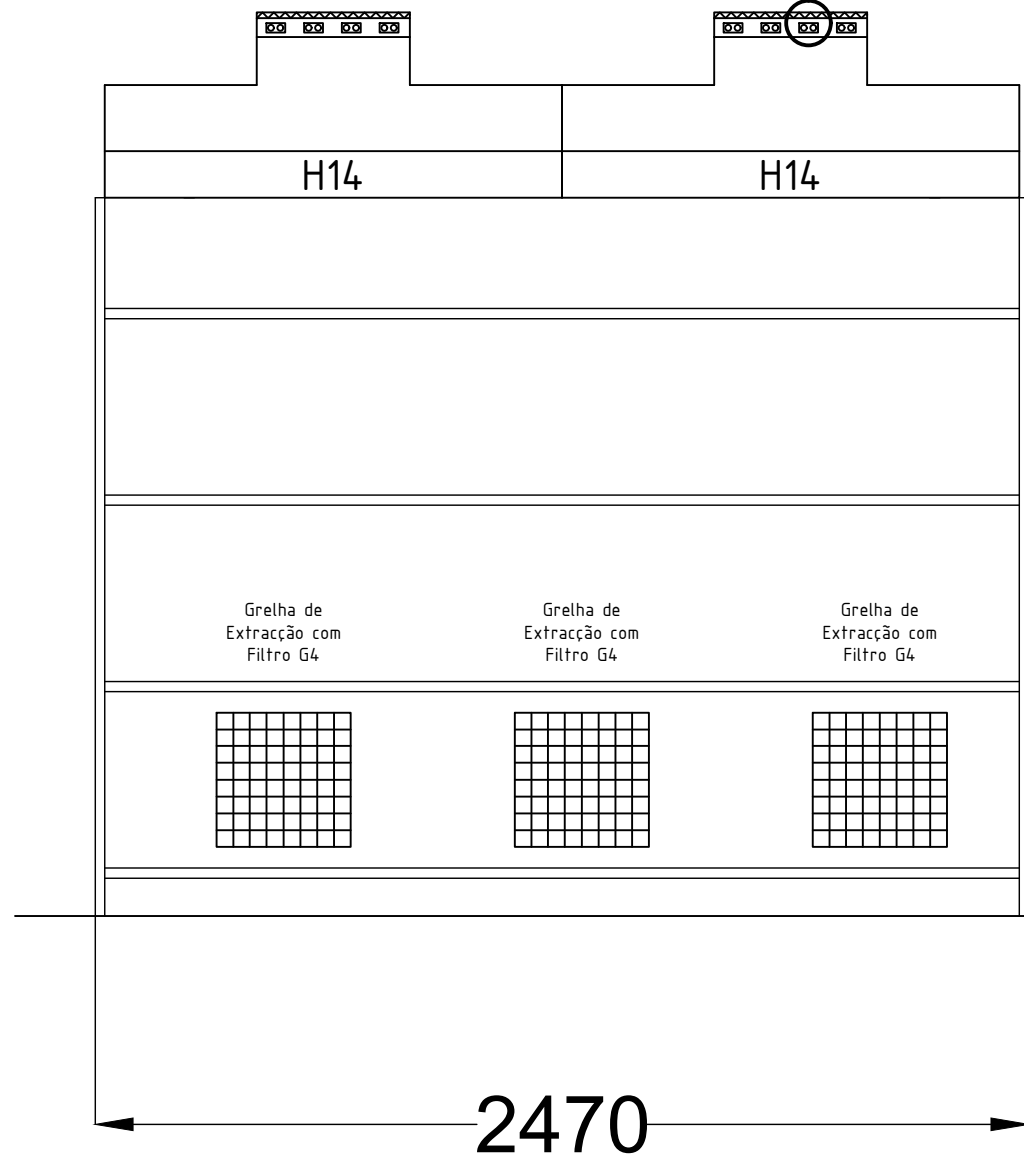 H14
H14
Grelha de
Extracção com
Filtro G4
Grelha de
Extracção com
Filtro G4
Grelha de
Extracção com
Filtro G4
2470